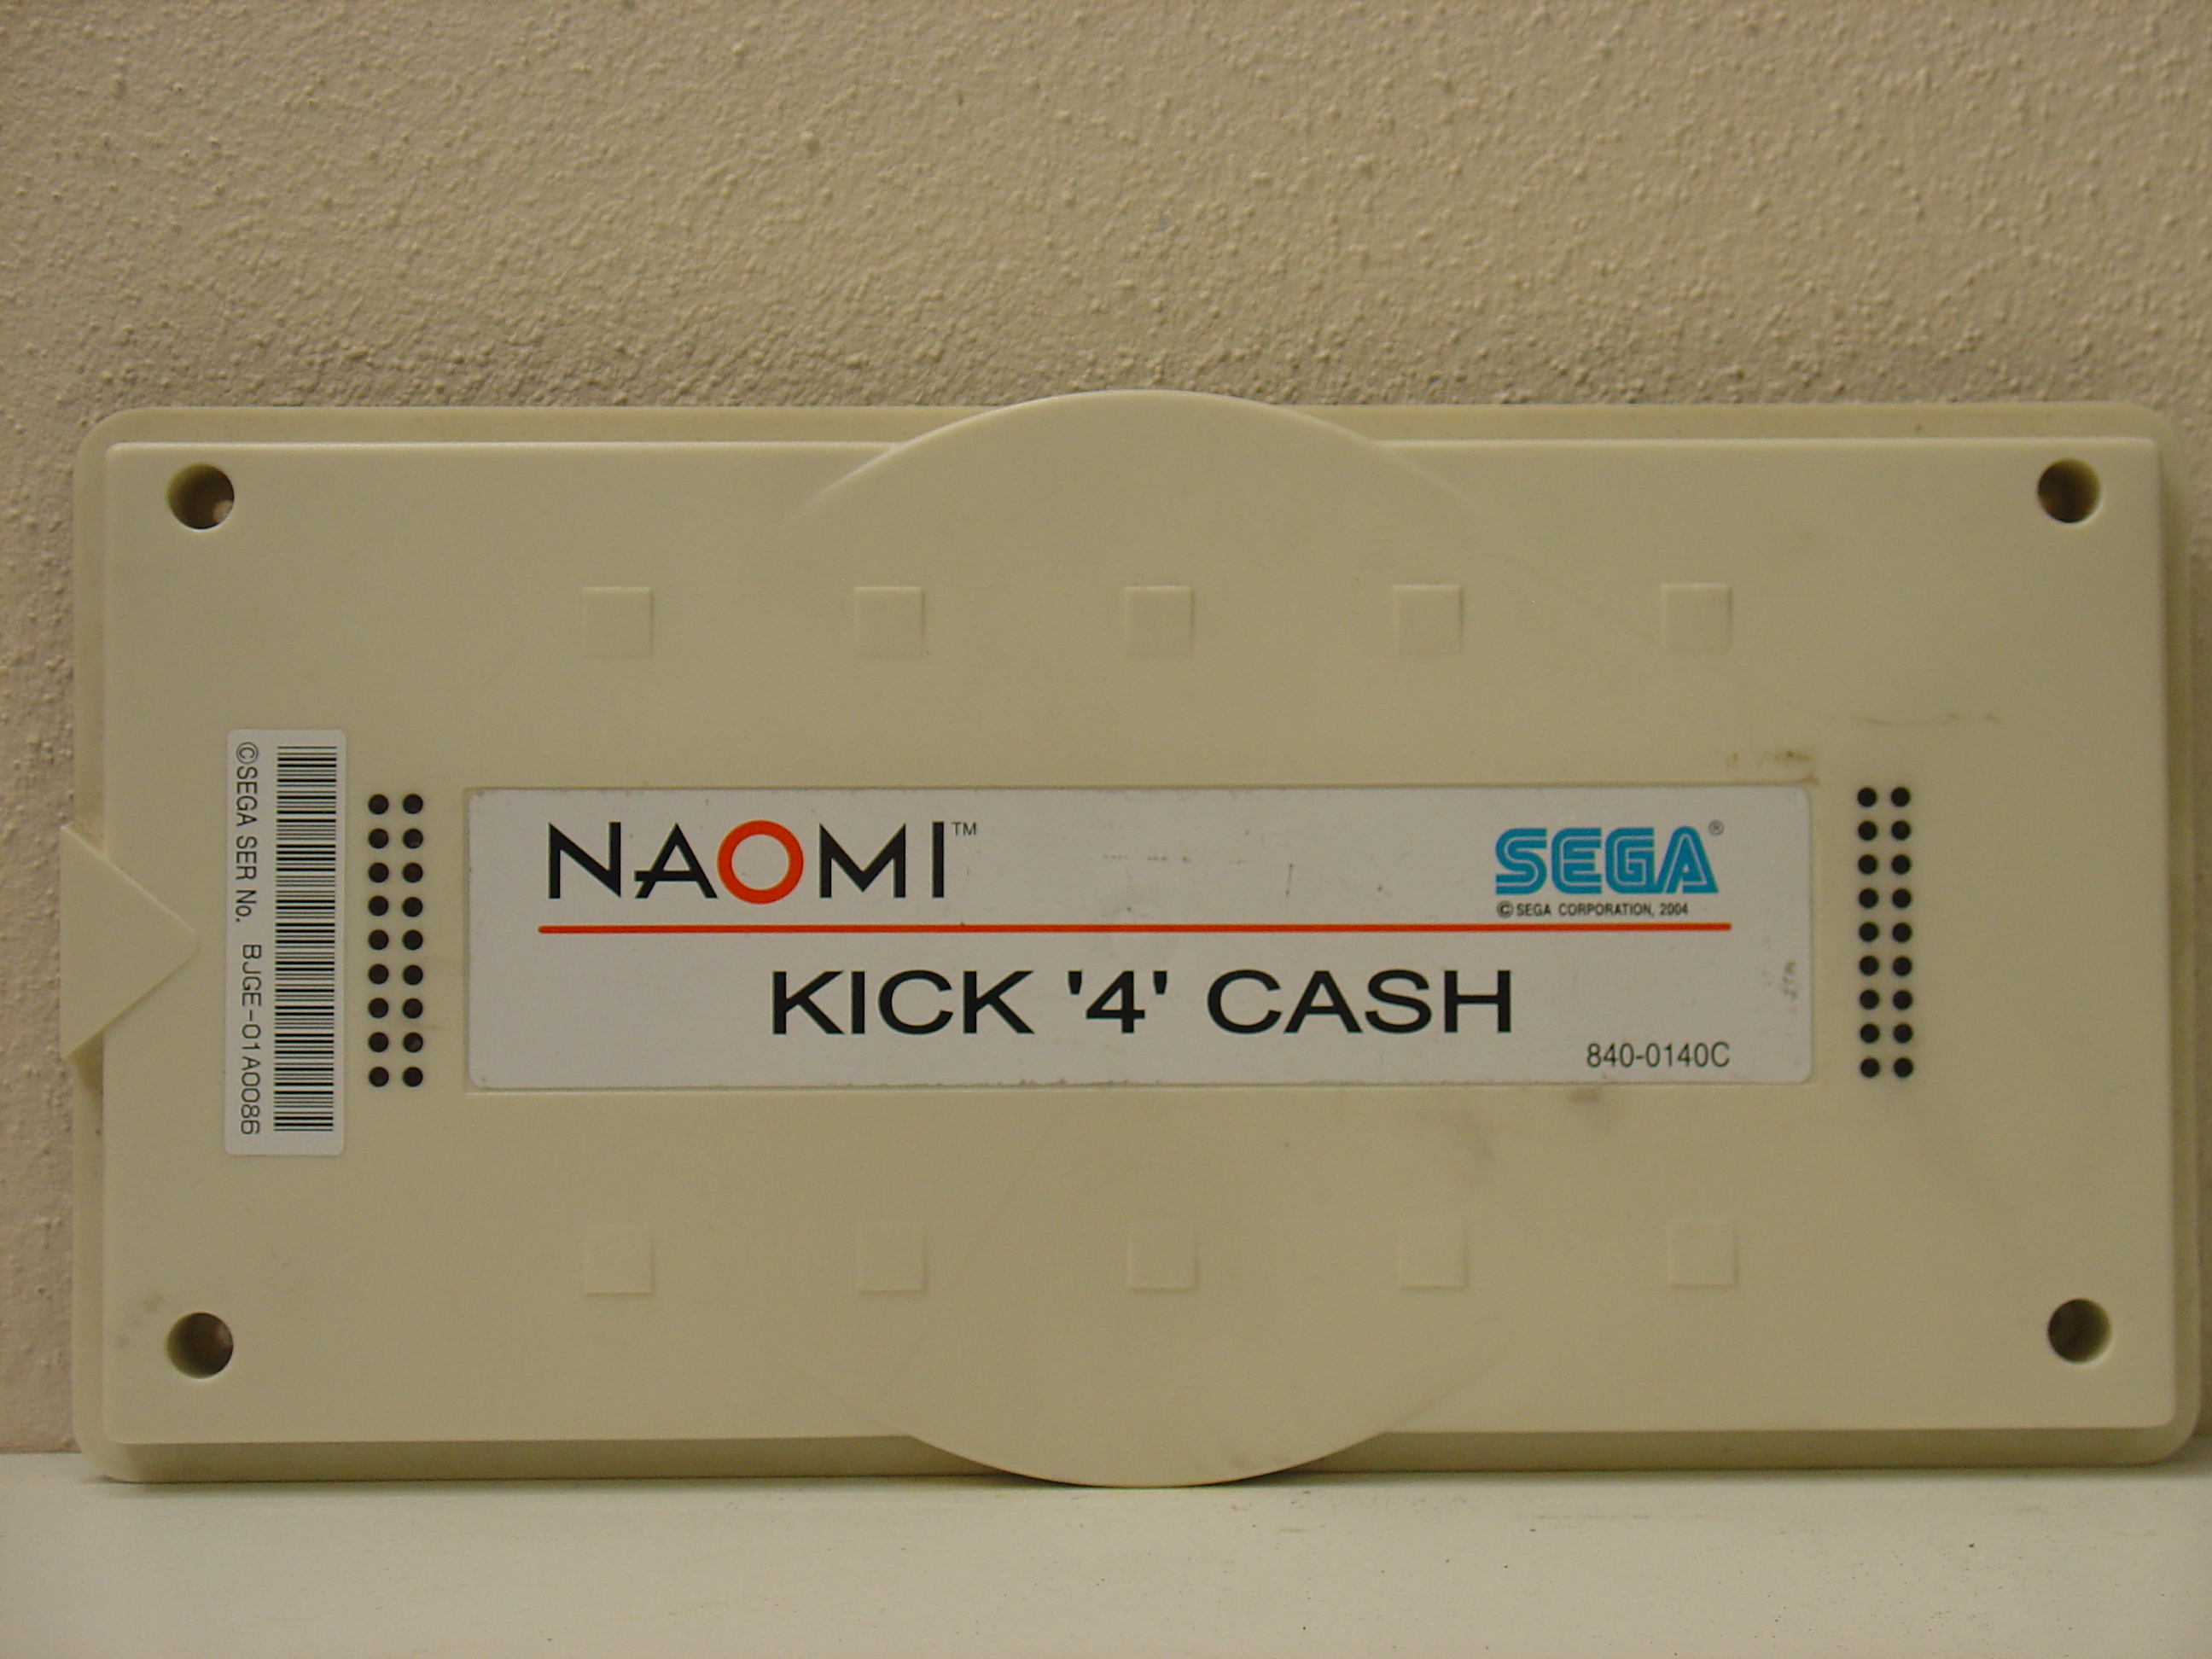 NAOMI™
SEGA®
© SEGA CORPORATION, 2004
KICK '4' CASH
840-0140C
©SEGA SER No. BJGE-01A0086